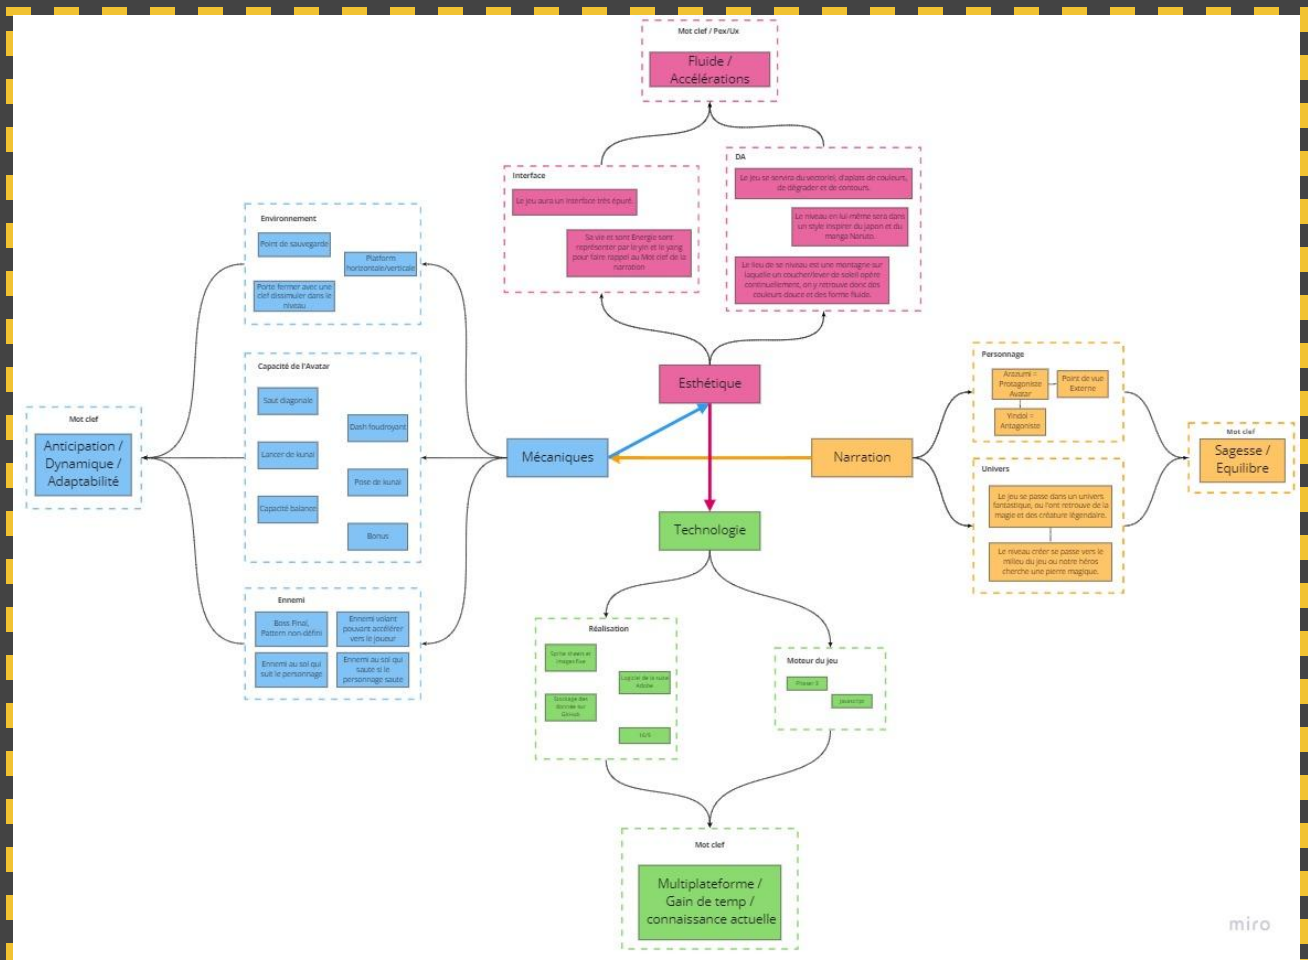 Mot clef / Pex/Ux
Fluide /
Accélérations
Interface
Le jeu aura un interface très épuré.
Sa vie et sont Energie sont
représenter par le yin et le yang
pour faire rappel au Mot clef de la
narration
DA
Le jeu se servira du vectoriel, d'aplats de couleurs,
de dégrader et de contours.
Le niveau en lui même sera dans
un style inspirer du Japon et du
manga Naruto.
Le lieu de se niveau est une montagne sur
laquelle un coucher/lever de soleil opère
continuellement, on y retrouve donc des
couleurs douce et des forme fluide.
Environnement
Point de sauvegarde
Platform
horizontale/verticale
Porte fermer avec une
clef dissimuler dans le
niveau
Capacité de l'Avatar
Saut diagonale
Dash foudroyant
Lancer de kunai
Pose de kunai
Capacité balance
Bonus
Ennemi
Boss Final,
Pattern non-défini
Ennemi volant
pouvant accélérer
vers le joueur
Ennemi au sol qui
suit le personnage
Ennemi au sol qui
saute si le
personnage saute
Mot clef
Anticipation /
Dynamique /
Adaptabilité
Esthétique
Mécaniques
Narration
Technologie
Personnage
Arazumi =
Protagoniste
Avatar
Point de vue
Externe
Yindol =
Antagoniste
Univers
Le jeu se passe dans un univers
fantastique, ou l'ont retrouve de la
magie et des créature légendaire.
Le niveau créer se passe vers le
milieu du jeu ou notre héros
cherche une pierre magique.
Mot clef
Sagesse /
Equilibre
Réalisation
Sprite sheets et
images fixe
Logiciel de la suite
Adobe
Stockage des
donnée sur
GitHub
Moteur du jeu
Phaser 3
Javascript
Mot clef
Multiplateforme /
Gain de temp /
connaissance actuelle
miro